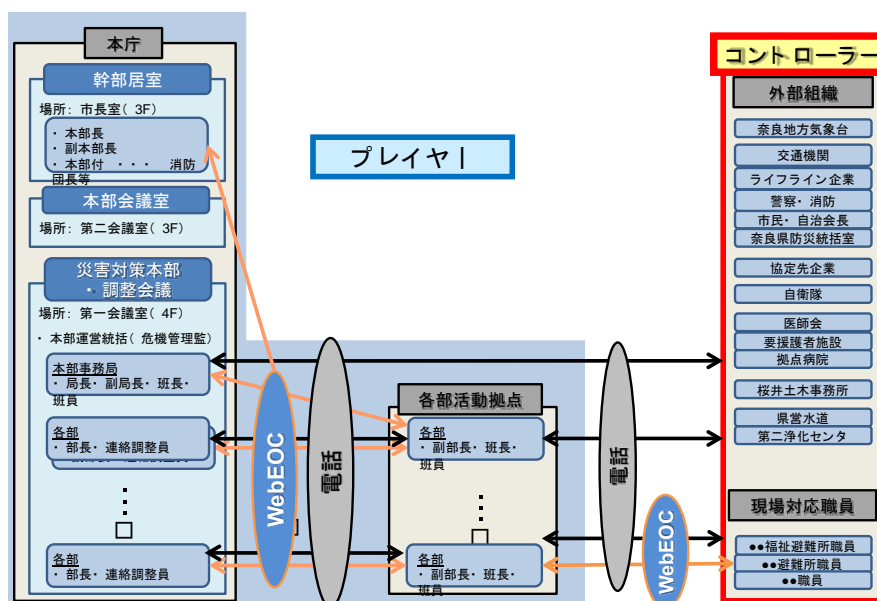 本庁
幹部居室
場所: 市長室( 3F)
・ 本部長
・ 副本部長
・ 本部付 ・・・ 消防
団長等
本部会議室
場所: 第二会議室( 3F)
災害対策本部
・調整会議
場所: 第一会議室( 4F)
・ 本部運営統括( 危機管理監)
本部事務局
・ 局長・ 副局長・ 班長・
班員
各部
・ 部長・ 連絡調整員
各部
・ 部長・ 連絡調整員
プレイヤー
WebEOC
電話
各部活動拠点
各部
・ 副部長・ 班長・
班員
各部
・ 副部長・ 班長・
班員
電話
WebEOC
コントローラー
外部組織
奈良地方気象台
交通機関
ライフライン企業
警察・ 消防
市民・ 自治会長
奈良県防災統括室
協定先企業
自衛隊
医師会
要援護者施設
拠点病院
桜井土木事務所
県営水道
第二浄化センタ
現場対応職員
●●福祉避難所職員
●●避難所職員
●●職員